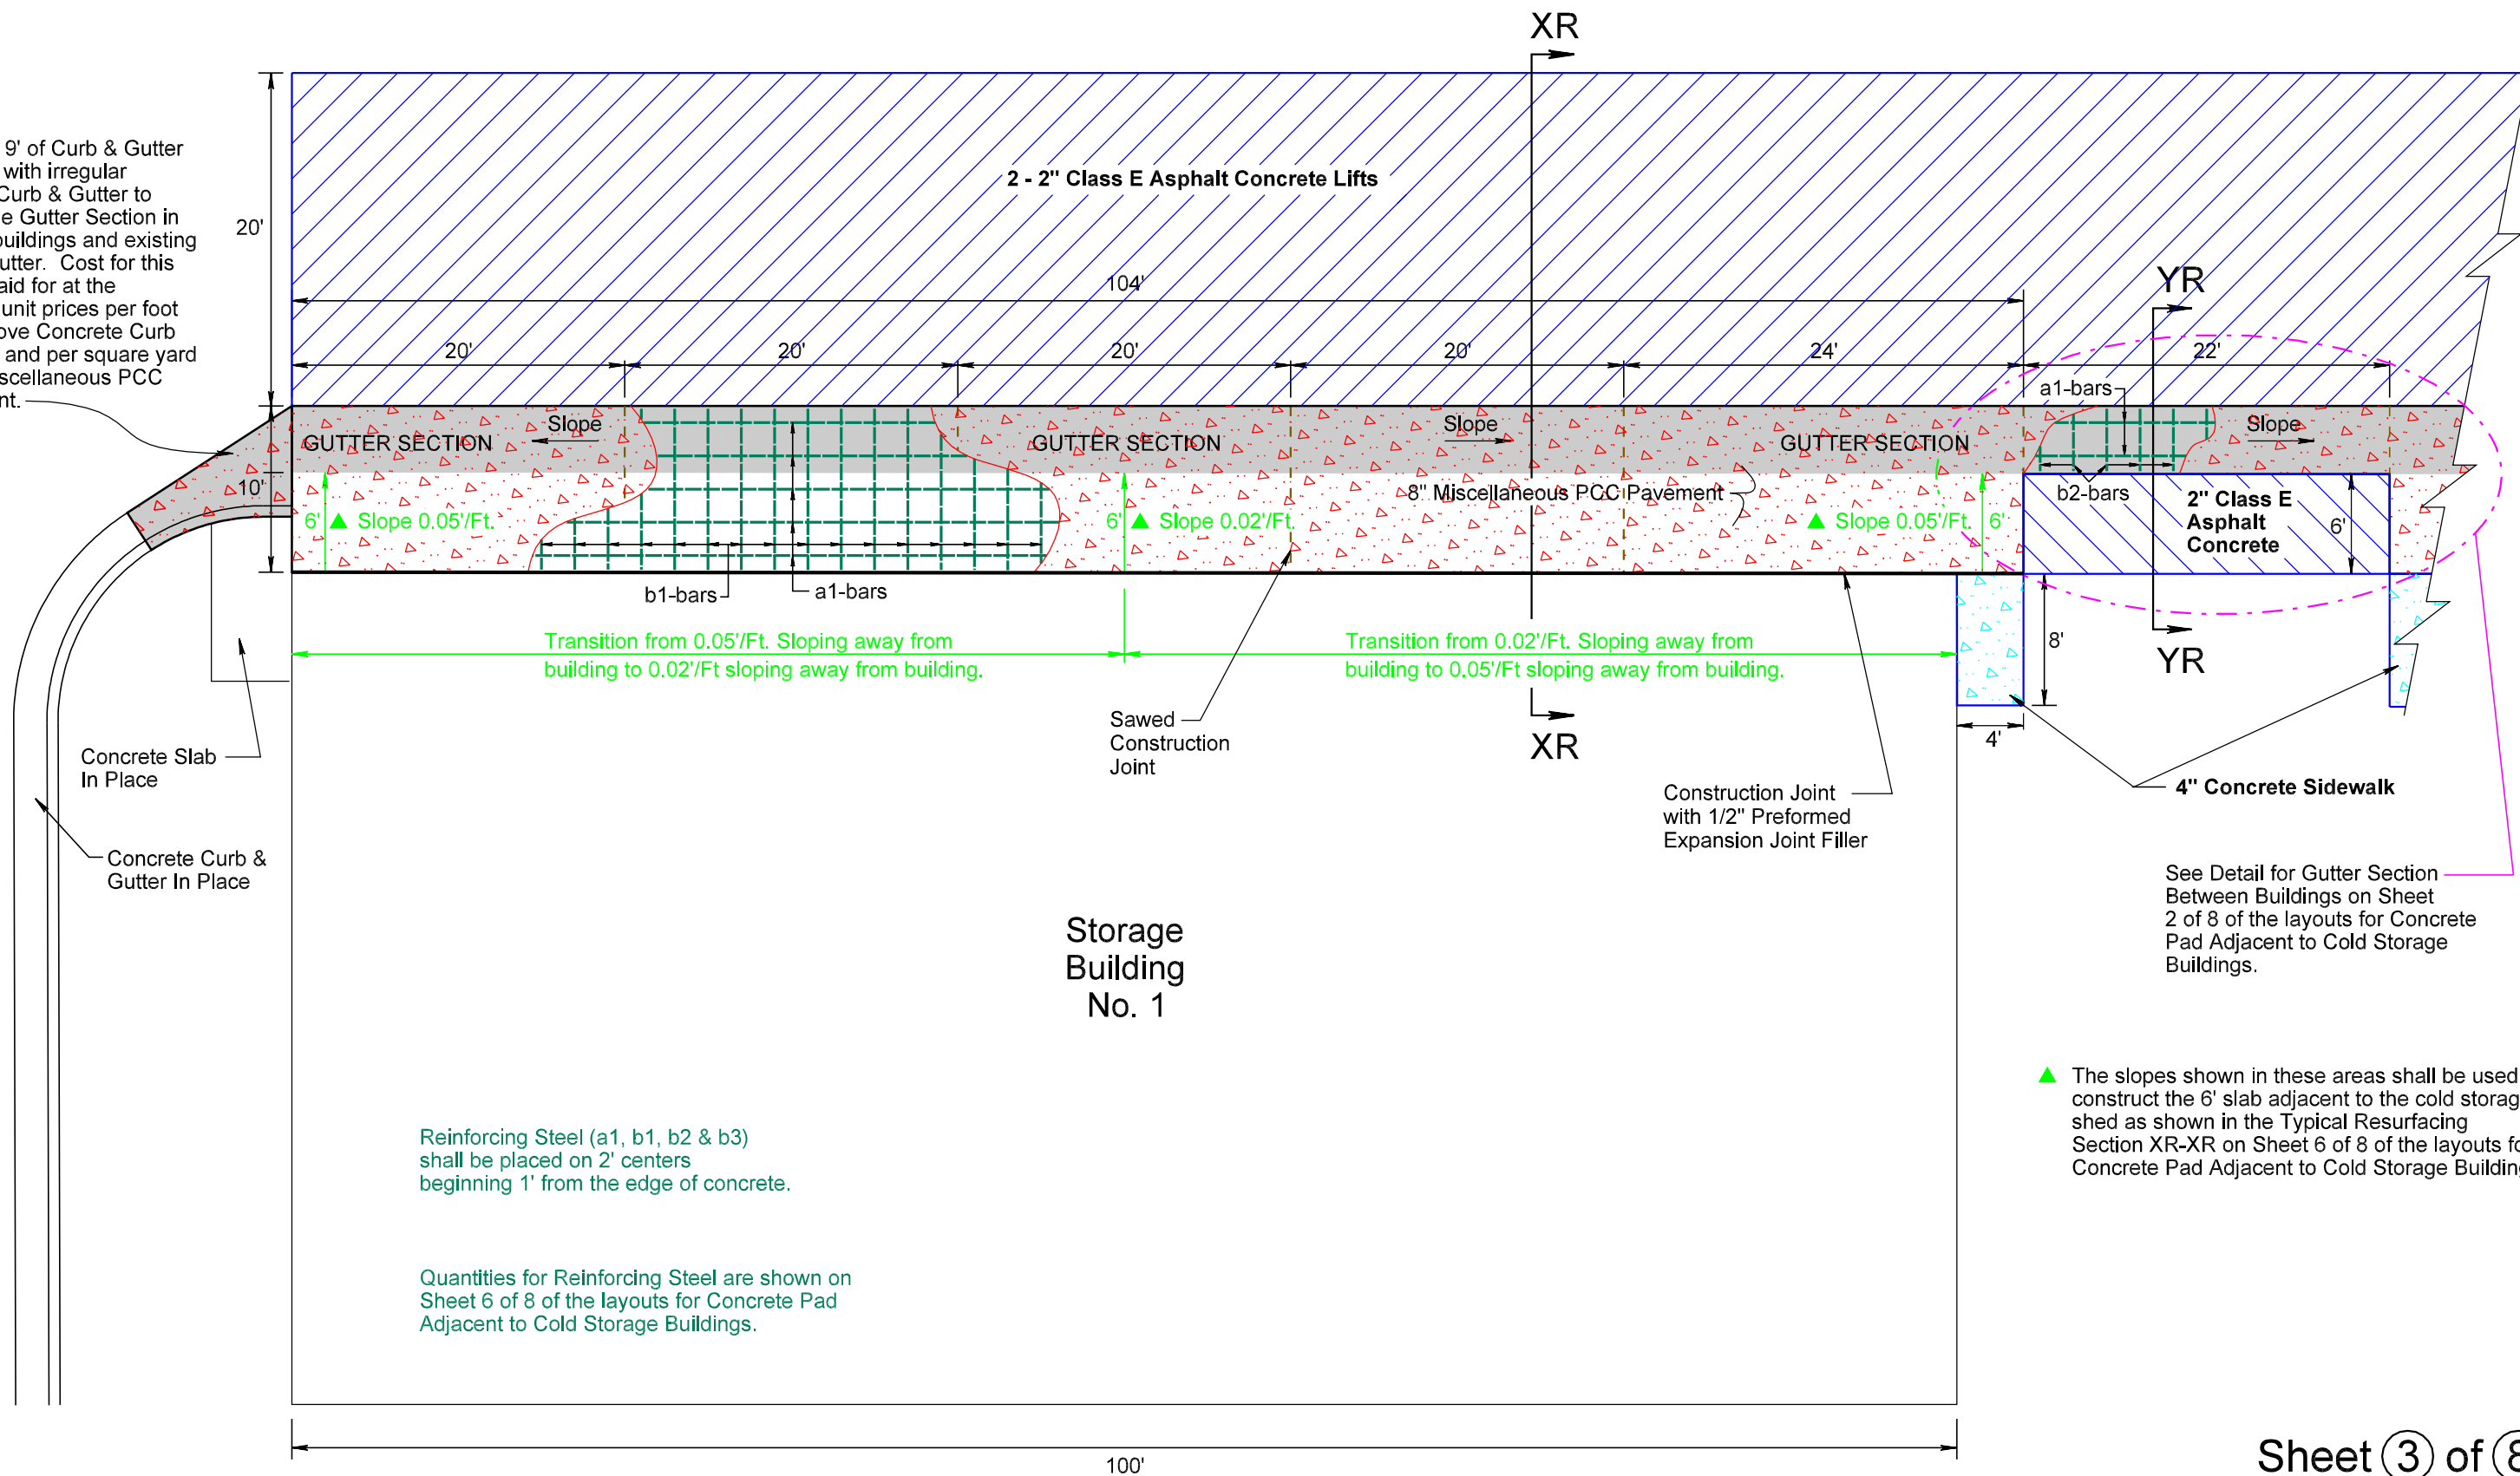 XR
9' of Curb & Gutter
with irregular
Curb & Gutter to
Gutter Section in
buildings and existing
Cost for this
at the
unit prices per foot
Concrete Curb
and per square yard
PCC
2 - 2" Class E Asphalt Concrete Lifts
20'
104'
YR
20'
20'
20'
20'
24'
22'
a1-bars
GUTTER SECTION
Slope
GUTTER SECTION
Slope
GUTTER SECTION
Slope
10'
8" Miscellaneous PCC Pavement
b2-bars
2" Class E
Asphalt
Concrete
6'
6' ▲ Slope 0.05'/Ft.
6' ▲ Slope 0.02'/Ft.
▲ Slope 0.05'/Ft. 6'
b1-bars
a1-bars
Transition from 0.05'/Ft. Sloping away from
building to 0.02'/Ft sloping away from building.
Transition from 0.02'/Ft. Sloping away from
building to 0.05'/Ft sloping away from building.
8'
YR
Sawed
Construction
Joint
XR
4'
Concrete Slab
In Place
Construction Joint
with 1/2" Preformed
Expansion Joint Filler
4" Concrete Sidewalk
Concrete Curb &
Gutter In Place
See Detail for Gutter Section
Between Buildings on Sheet
2 of 8 of the layouts for Concrete
Pad Adjacent to Cold Storage
Buildings.
Storage
Building
No. 1
▲ The slopes shown in these areas shall be used
construct the 6' slab adjacent to the cold
shed as shown in the Typical Resurfacing
Section XR-XR on Sheet 6 of 8 of the layouts
Concrete Pad Adjacent to Cold Storage
Reinforcing Steel (a1, b1, b2 & b3)
shall be placed on 2' centers
beginning 1' from the edge of concrete.
Quantities for Reinforcing Steel are shown on
Sheet 6 of 8 of the layouts for Concrete Pad
Adjacent to Cold Storage Buildings.
100'
Sheet 3 of 8